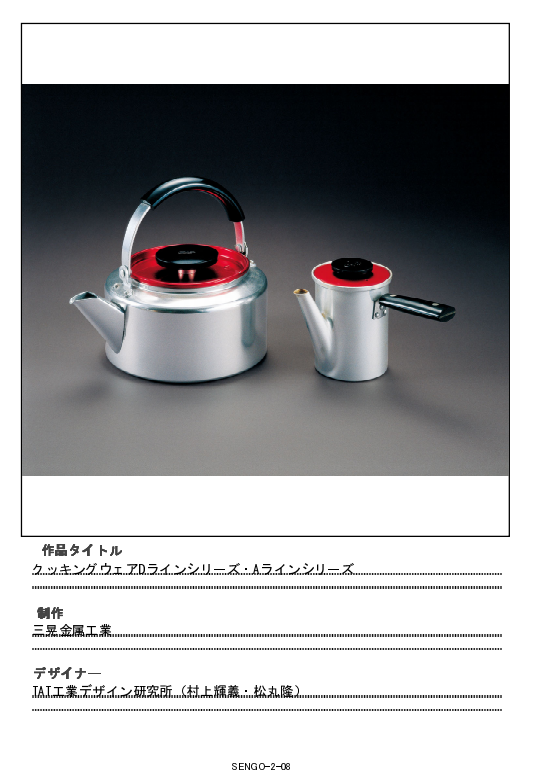 作品タイトル
クッキングウェアDラインシリーズ・Aラインシリーズ
制作
三晃金属工業
デザイナー
TAI工業デザイン研究所（村上輝義・松丸隆）
SENGO-2-08